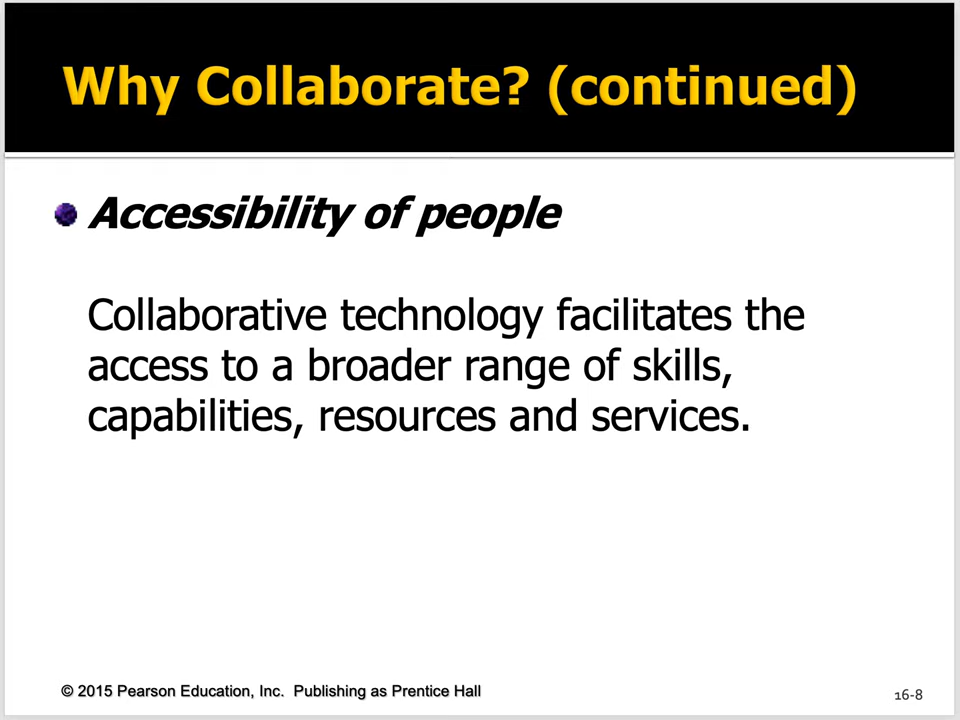 Why Collaborate? (continued)
Accessibility of people
Collaborative technology facilitates the
access to a broader range of skills,
capabilities, resources and services.
© 2015 Pearson Education, Inc.  Publishing as Prentice Hall
16-8